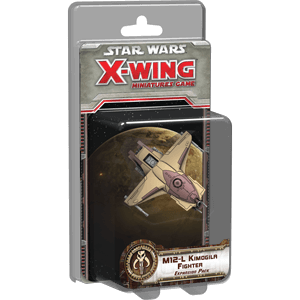 STAR WARS
X-WING
MINIATURES GAME
M12-L KIMOGILA
FIGHTER
EXPANSION PACK